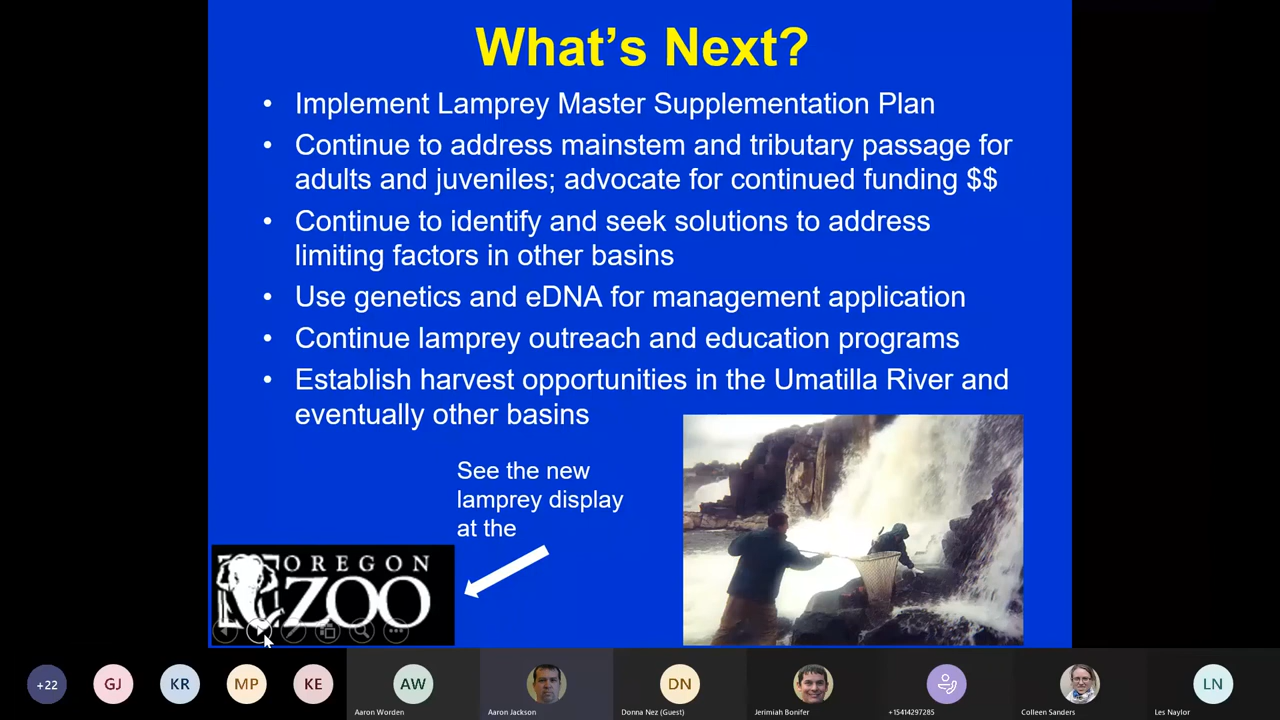 What's Next?
• Implement Lamprey Master Supplementation Plan
• Continue to address mainstem and tributary passage for
adults and juveniles; advocate for continued funding $$
• Continue to identify and seek solutions to address
limiting factors in other basins
• Use genetics and eDNA for management application
• Continue lamprey outreach and education programs
• Establish harvest opportunities in the Umatilla River and
eventually other basins
See the new
lamprey display
at the
OREGON
ZOO
+22
GJ
KR
MP
KE
AW
Aaron Worden
Aaron Jackson
DN
Donna Nez (Guest)
Jerimiah Bonifer
+15414297285
Colleen Sanders
LN
Les Naylor